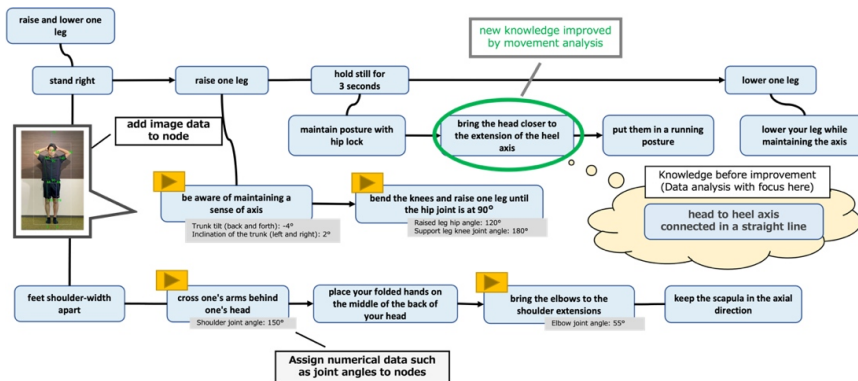 raise and lower one
leg
new knowledge improved
by movement analysis
stand right
raise one leg
hold still for
3 seconds
lower one leg
add image data
to node
maintain posture with
hip lock
bring the head closer to
the extension of the heel
axis
put them in a running
posture
lower your leg while
maintaining the axis
Knowledge before improvement
(Data analysis with focus here)
head to heel axis
connected in a straight line
be aware of maintaining a
sense of axis
Trunk tilt (back and forth): -4°
Inclination of the trunk (left and right): 2°
bend the knees and raise one leg until
the hip joint is at 90°
Raised leg hip angle: 120°
Support leg knee joint angle: 180°
feet shoulder-width
apart
cross one's arms behind
one's head
Shoulder joint angle: 150°
place your folded hands on
the middle of the back of
your head
bring the elbows to the
shoulder extensions
Elbow joint angle: 55°
keep the scapula in the axial
direction
Assign numerical data such
as joint angles to nodes